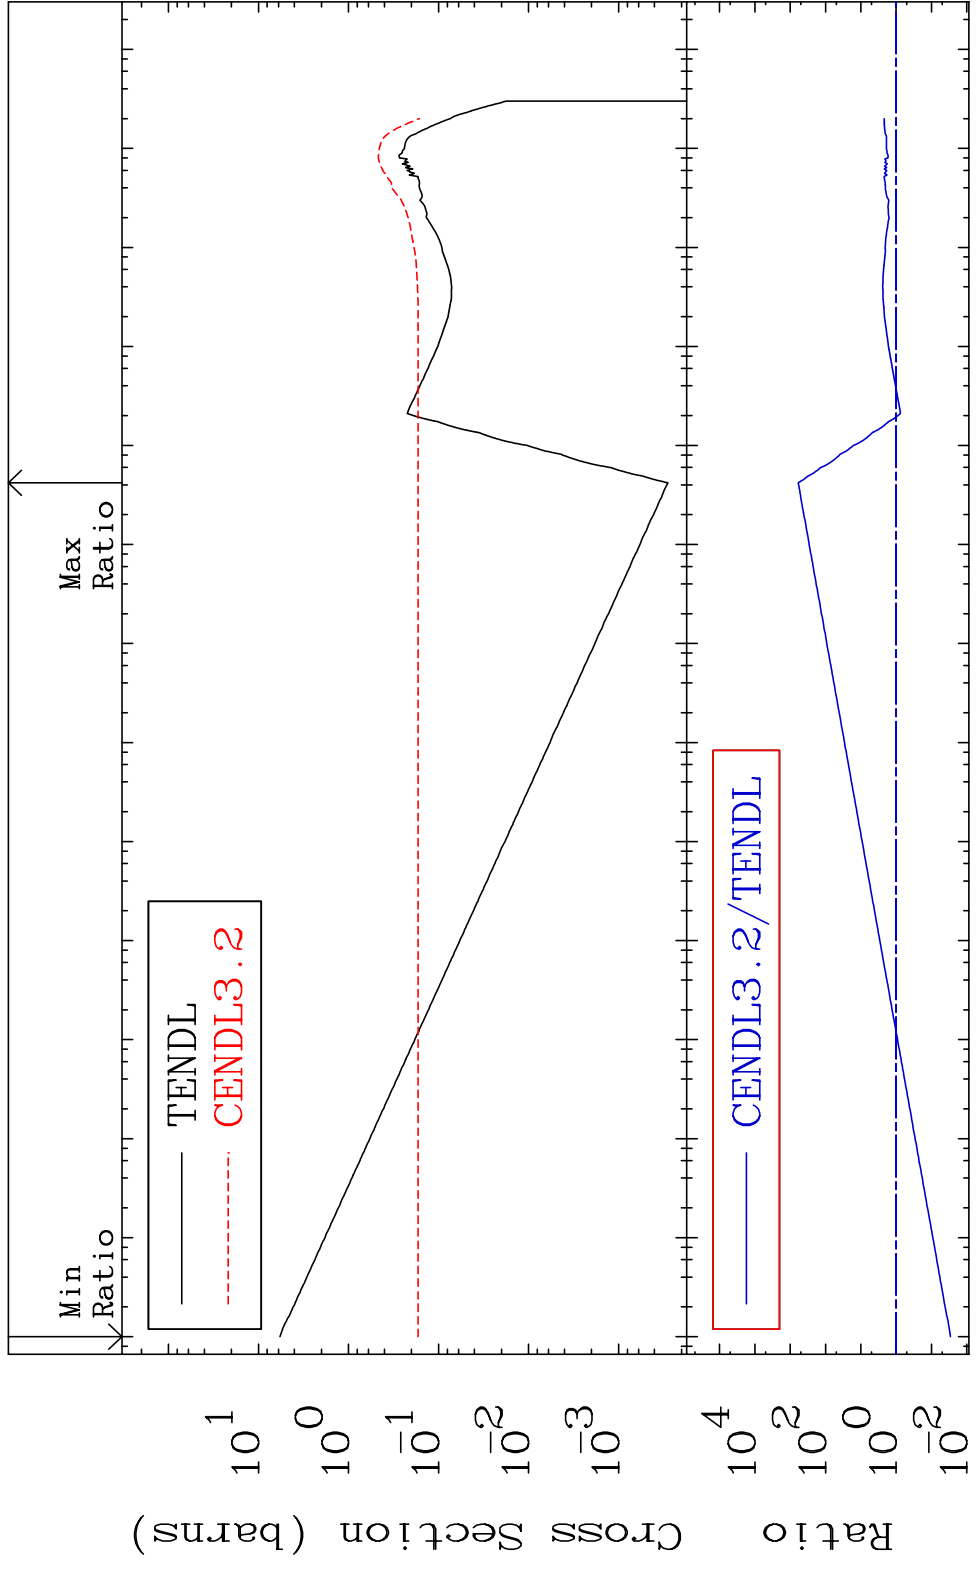 Min
Ratio
Max
Ratio
TENDL
CENDL3.2
10^1
10^0
10^-1
10^-2
10^-3
Cross Section (barns)
CENDL3.2/TENDL
10^4
10^2
10^0
10^-2
Ratio